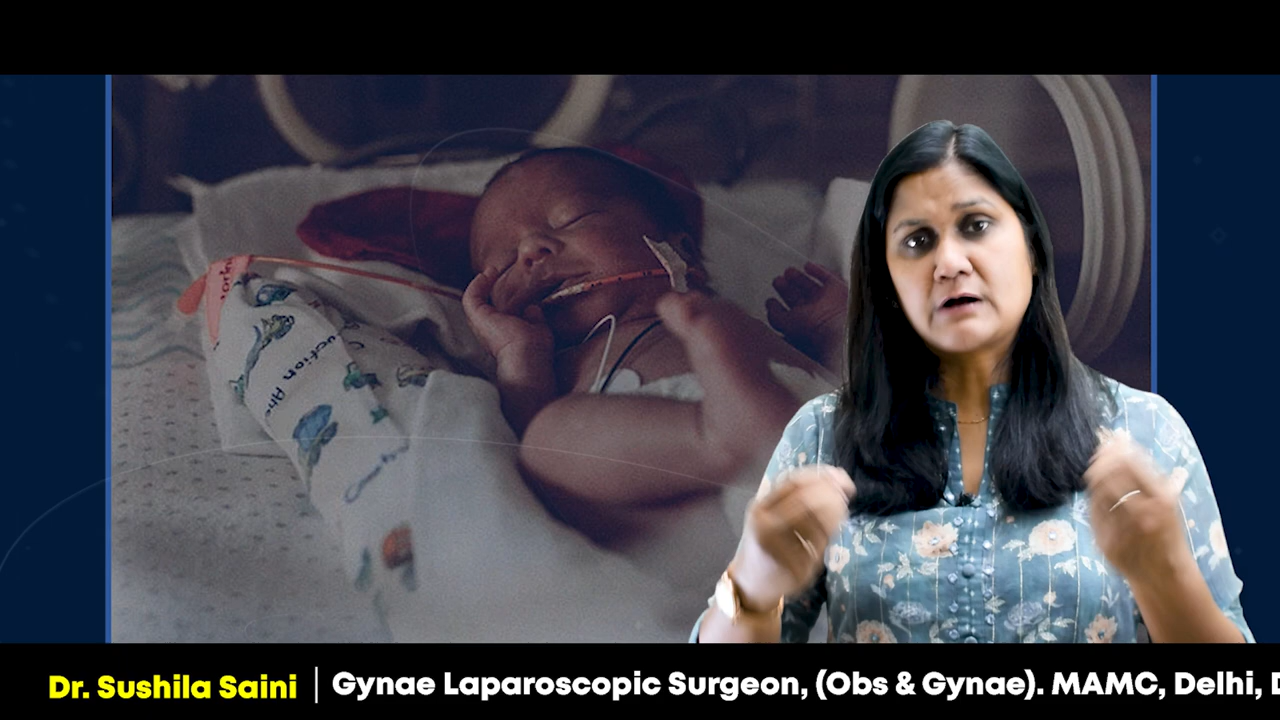 Dr. Sushila Saini | Gynae Laparoscopic Surgeon, (Obs & Gynae). MAMC, Delhi,